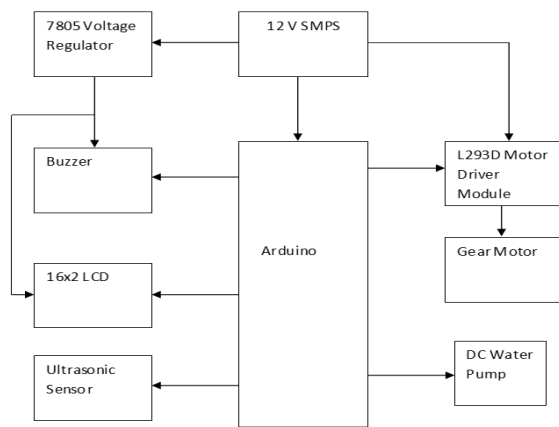 7805 Voltage
Regulator
12 V SMPS
Buzzer
L293D Motor
Driver
Module
Arduino
Gear Motor
16x2 LCD
Ultrasonic
Sensor
DC Water
Pump